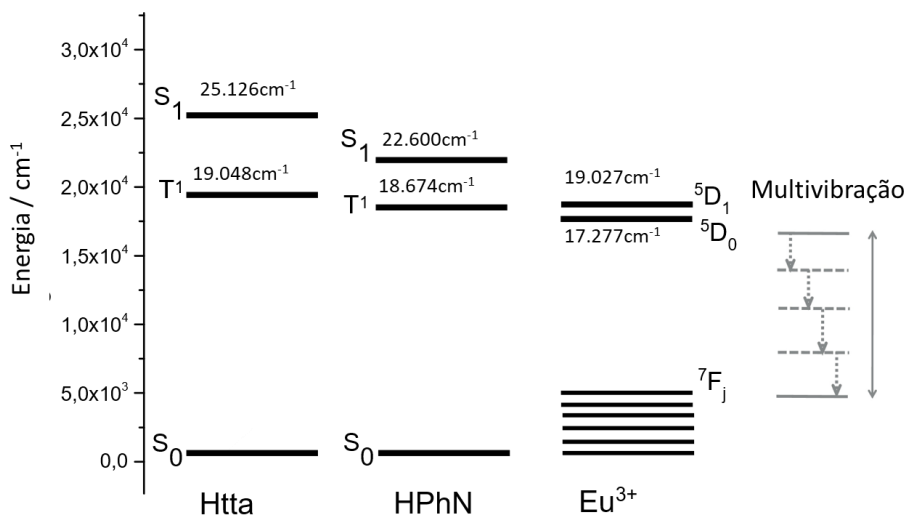 Energia / cm⁻¹
3,0x10⁴
2,5x10⁴
2,0x10⁴
1,5x10⁴
1,0x10⁴
5,0x10³
0,0
S₁ 25.126cm⁻¹
T¹ 19.048cm⁻¹
S₀
Htta
S₁ 22.600cm⁻¹
T¹ 18.674cm⁻¹
S₀
HPhN
19.027cm⁻¹ ⁵D₁
17.277cm⁻¹ ⁵D₀
⁷Fⱼ
Eu³⁺
Multivibração